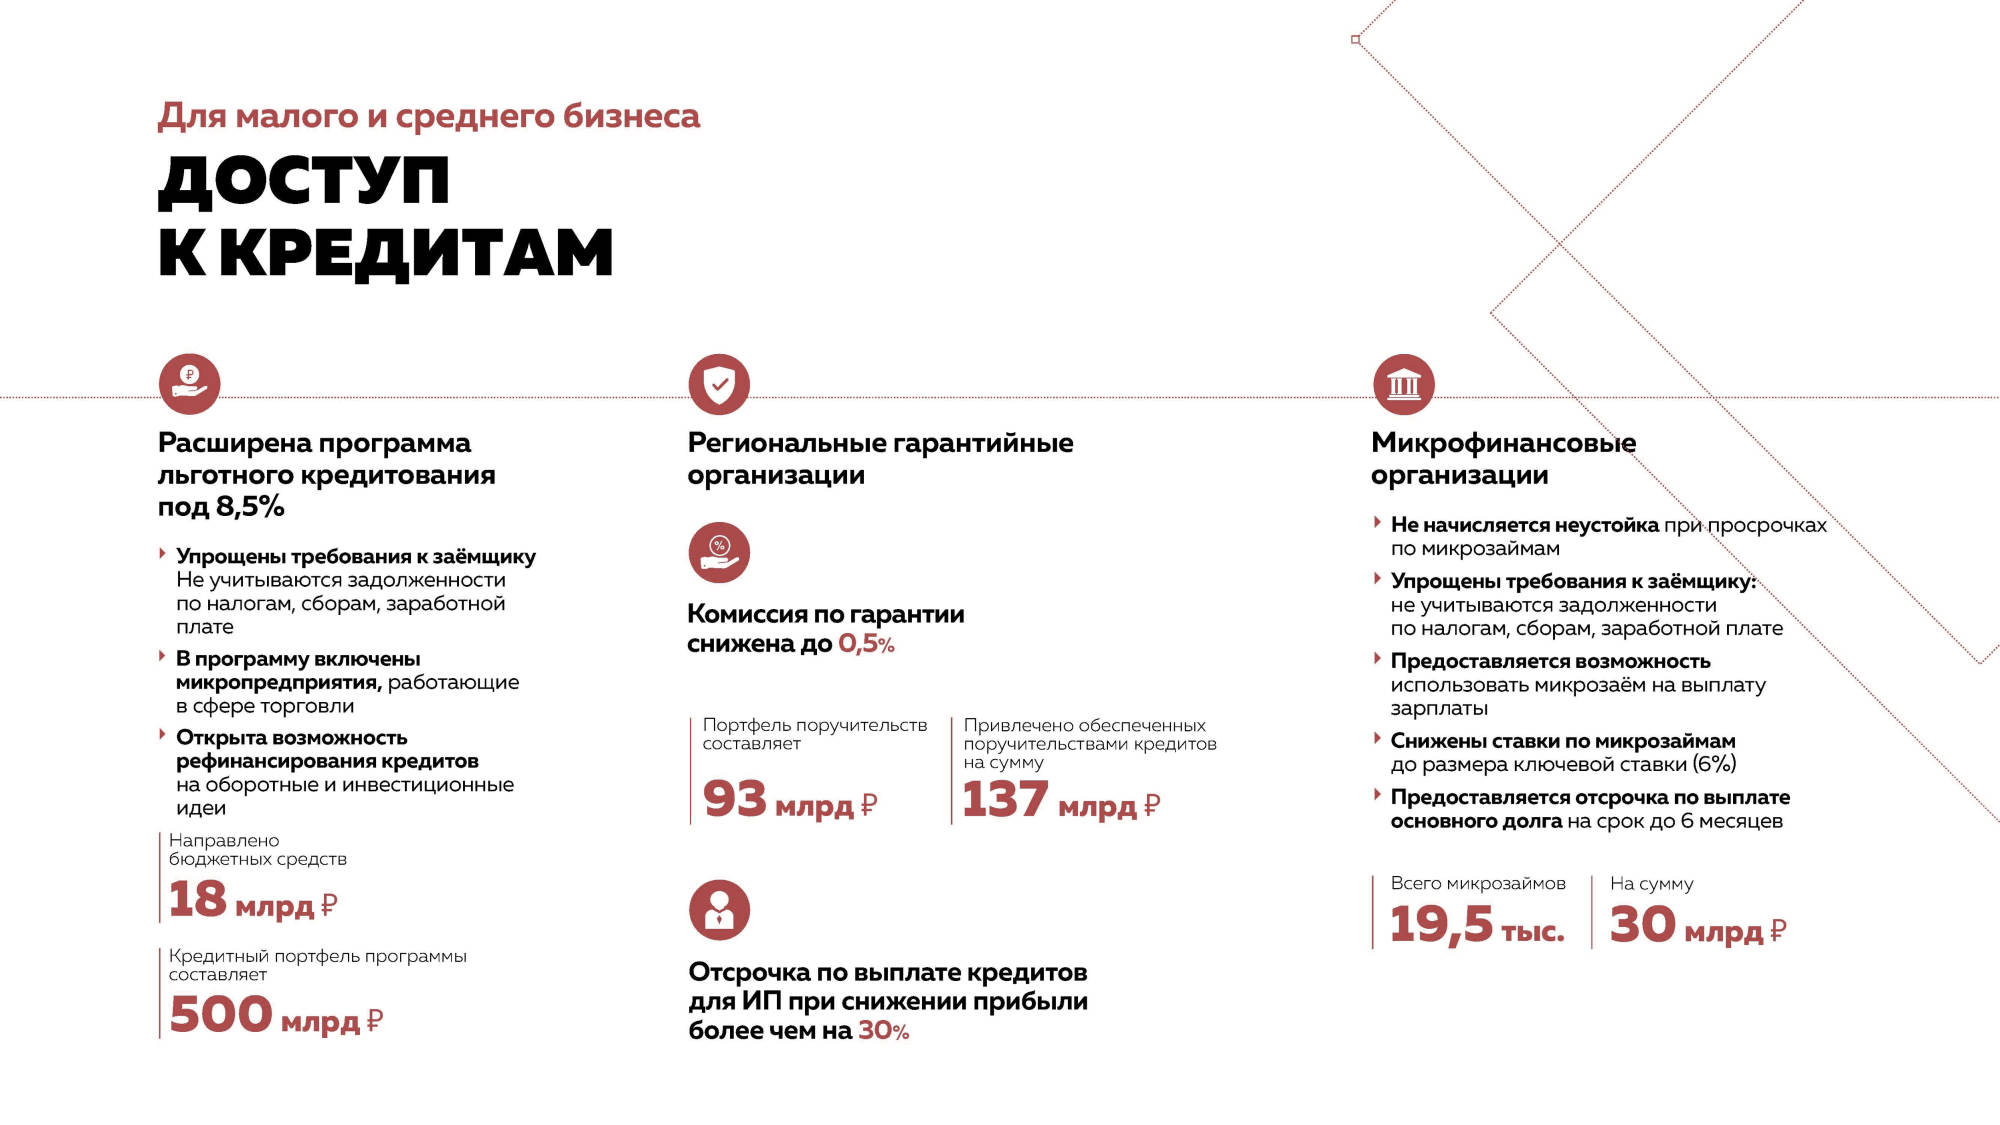 Для малого и среднего бизнеса
ДОСТУП
К КРЕДИТАМ
Расширена программа
льготного кредитования
под 8,5%
Упрощены требования к заёмщику
Не учитываются задолженности
по налогам, сборам, заработной
плате
В программу включены
микропредприятия, работающие
в сфере торговли
Открыта возможность
рефинансирования кредитов
на оборотные и инвестиционные
идеи
Направлено
бюджетных средств
18 млрд ₽
Кредитный портфель программы
составляет
500 млрд ₽
Региональные гарантийные
организации
Комиссия по гарантии
снижена до 0,5%
Портфель поручительств
составляет
93 млрд ₽
Привлечено обеспеченных
поручительствами кредитов
на сумму
137 млрд ₽
Отсрочка по выплате кредитов
для ИП при снижении прибыли
более чем на 30%
Микрофинансовые
организации
Не начисляется неустойка при просрочках
по микрозаймам
Упрощены требования к заёмщику:
не учитываются задолженности
по налогам, сборам, заработной плате
Предоставляется возможность
использовать микрозаём на выплату
зарплаты
Снижены ставки по микрозаймам
до размера ключевой ставки (6%)
Предоставляется отсрочка по выплате
основного долга на срок до 6 месяцев
Всего микрозаймов
19,5 тыс.
На сумму
30 млрд ₽